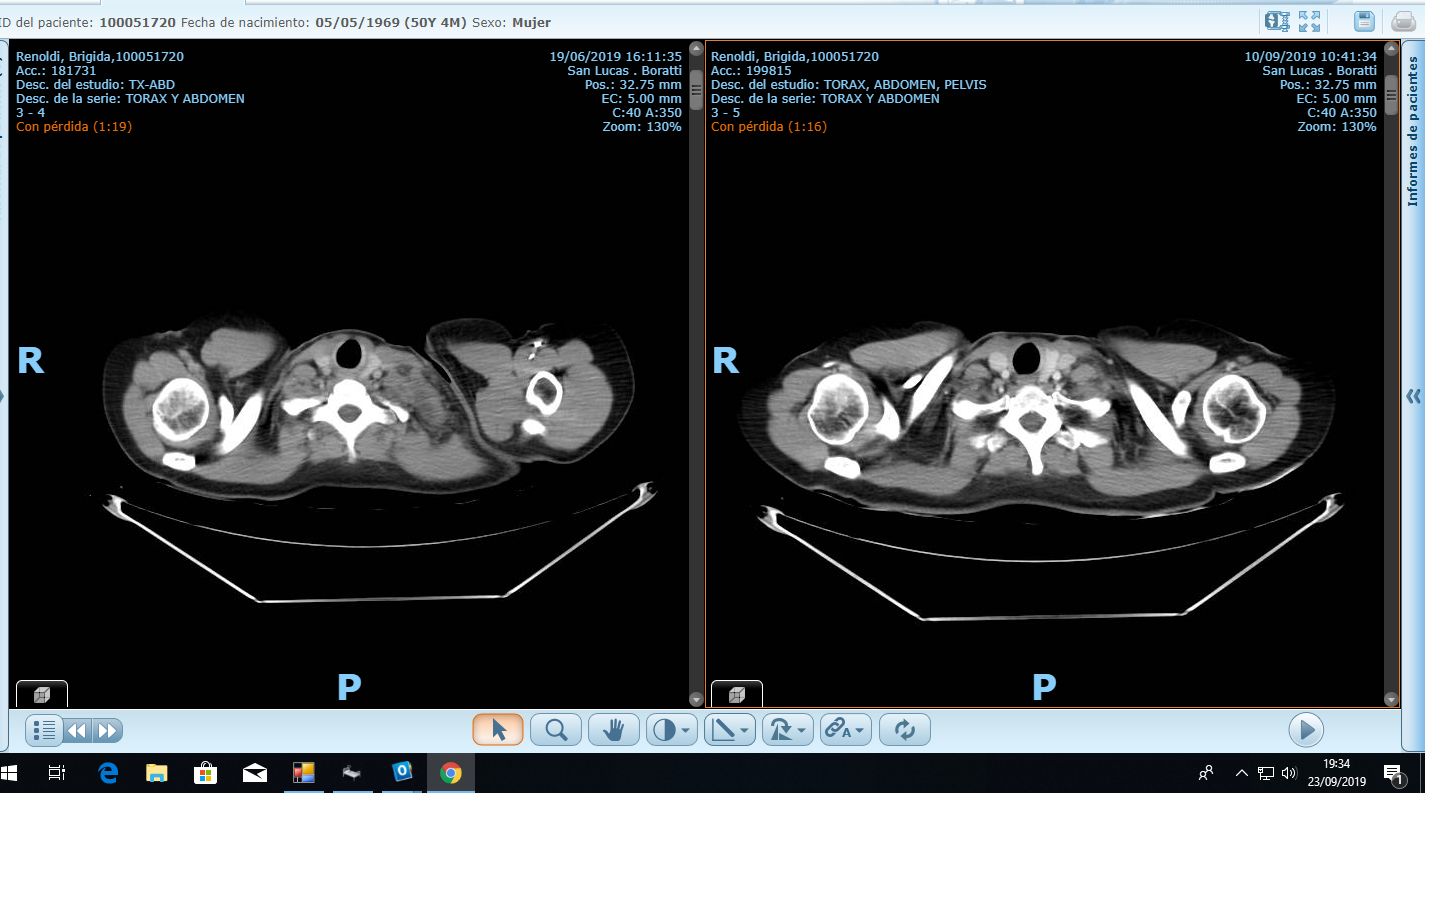 ID del paciente: 100051720 Fecha de nacimiento: 05/05/1969 (50Y 4M) Sexo: Mujer
Renoldi, Brigida,100051720
Acc.: 181731
Desc. del estudio: TX-ABD
Desc. de la serie: TORAX Y ABDOMEN
3 - 4
Con pérdida (1:19)
19/06/2019 16:11:35
San Lucas . Boratti
Pos.: 32.75 mm
EC: 5.00 mm
C:40 A:350
Zoom: 130%
R
P
Renoldi, Brigida,100051720
Acc.: 199815
Desc. del estudio: TORAX, ABDOMEN, PELVIS
Desc. de la serie: TORAX Y ABDOMEN
3 - 5
Con pérdida (1:16)
10/09/2019 10:41:34
San Lucas . Boratti
Pos.: 32.75 mm
EC: 5.00 mm
C:40 A:350
Zoom: 130%
R
P
Informes de pacientes
A
19:34
23/09/2019
1